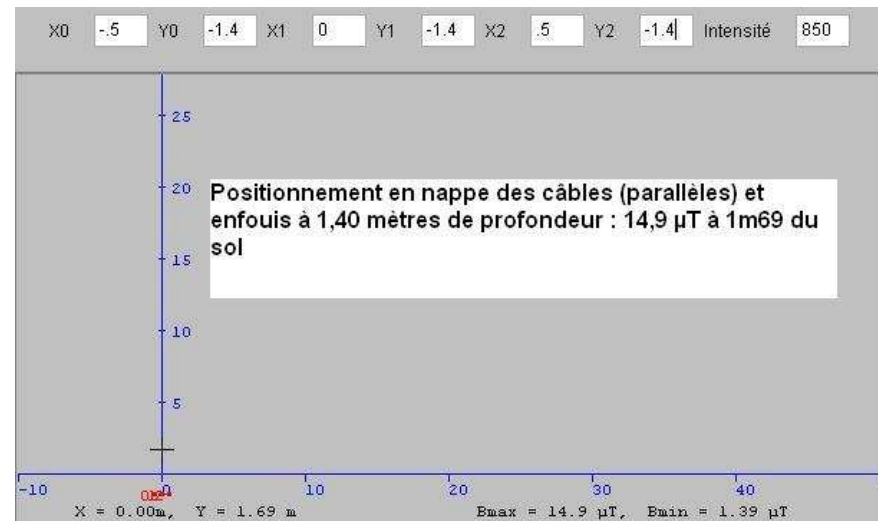 X0 -.5 Y0 -1.4 X1 0 Y1 -1.4 X2 .5 Y2 -1.4 Intensité 850
25
20
Positionnement en nappe des câbles (parallèles) et
enfouis à 1,40 mètres de profondeur : 14,9 µT à 1m69 du
sol
15
10
5
-10 0 10 20 30 40
X = 0.00m, Y = 1.69 m Bmax = 14.9 µT, Bmin = 1.39 µT